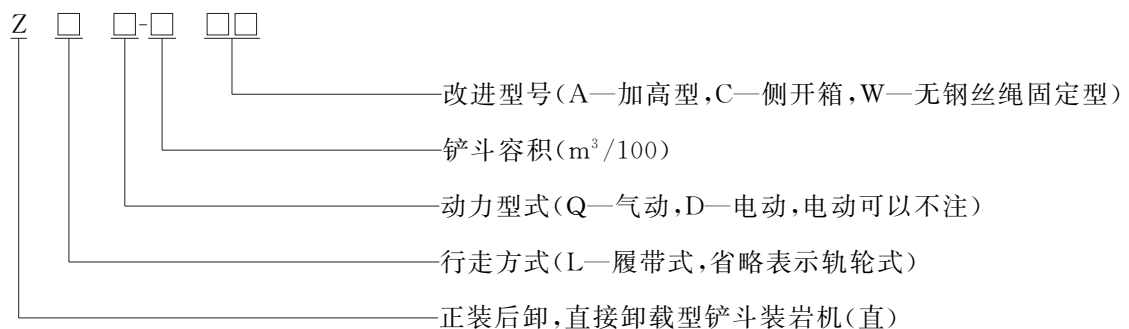 Z □ □-□ □□
改进型号(A—加高型,C—侧开箱,W—无钢丝绳固定型)
铲斗容积(m³/100)
动力型式(Q—气动,D—电动,电动可以不注)
行走方式(L—履带式,省略表示轨轮式)
正装后卸,直接卸载型铲斗装岩机(直)